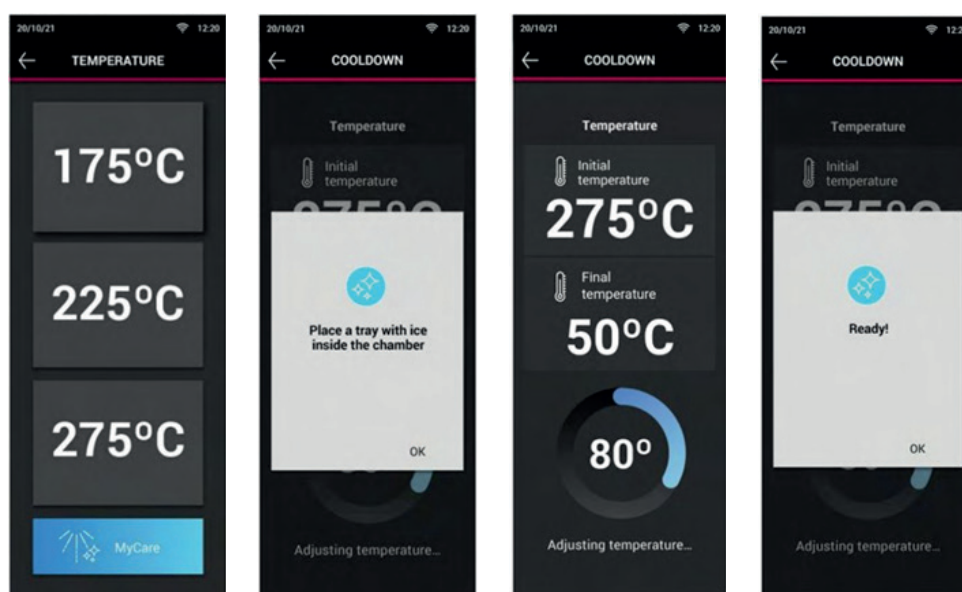 20/10/21 12:20
TEMPERATURE
175ºC
225ºC
275ºC
MyCare
20/10/21 12:20
COOLDOWN
Temperature
Initial
temperature
275ºC
Place a tray with ice
inside the chamber
OK
Adjusting temperature...
20/10/21 12:20
COOLDOWN
Temperature
Initial
temperature
275ºC
Final
temperature
50ºC
80º
Adjusting temperature...
20/10/21
COOLDOWN
Temperature
Initial
temperature
275ºC
Ready!
OK
Adjusting temperature...